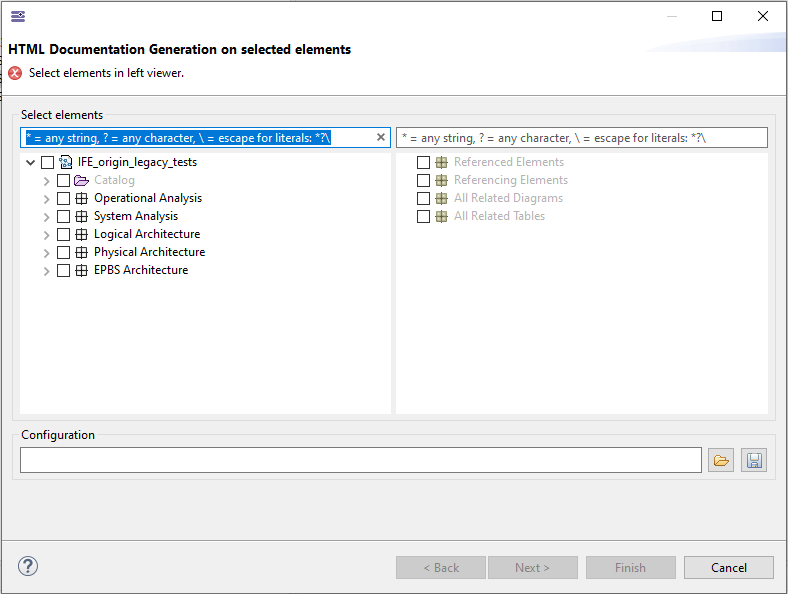 HTML Documentation Generation on selected elements
Select elements in left viewer.
Select elements
* = any string, ? = any character, \ = escape for literals: *?\
* = any string, ? = any character, \ = escape for literals: *?\
IFE_origin_legacy_tests
Catalog
Operational Analysis
System Analysis
Logical Architecture
Physical Architecture
EPBS Architecture
Referenced Elements
Referencing Elements
All Related Diagrams
All Related Tables
Configuration
?
< Back
Next >
Finish
Cancel